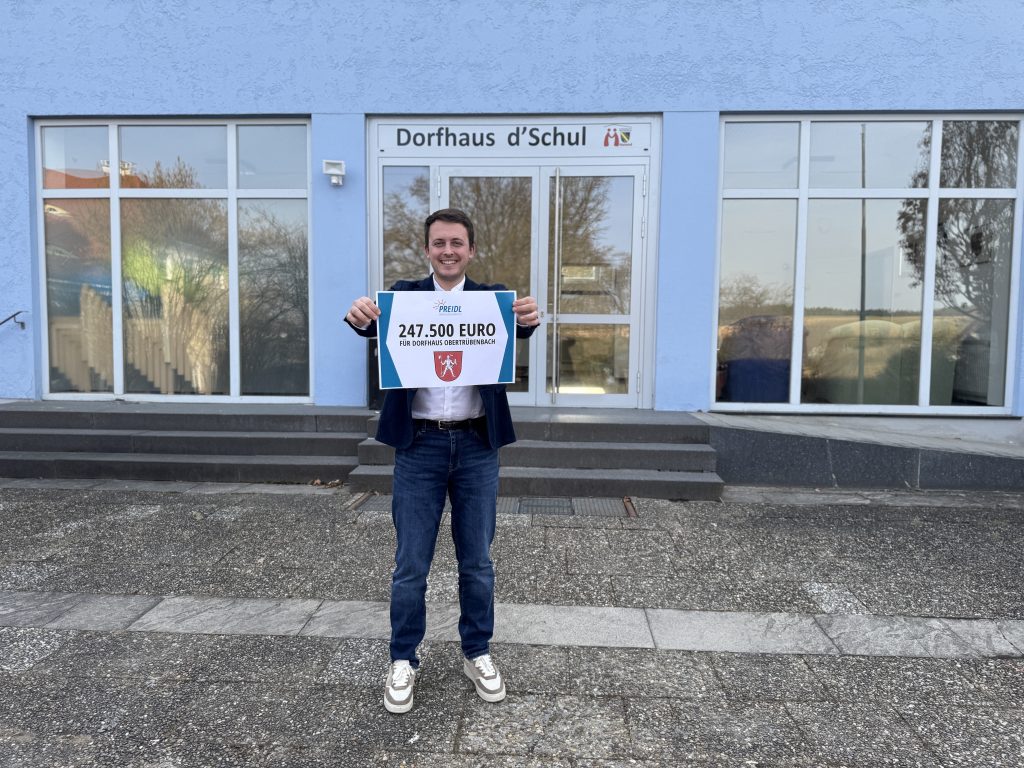 Dorfhaus d'Schul
PREIDL
247.500 EURO
FÜR DORFHAUS OBERTRÜBENBACH